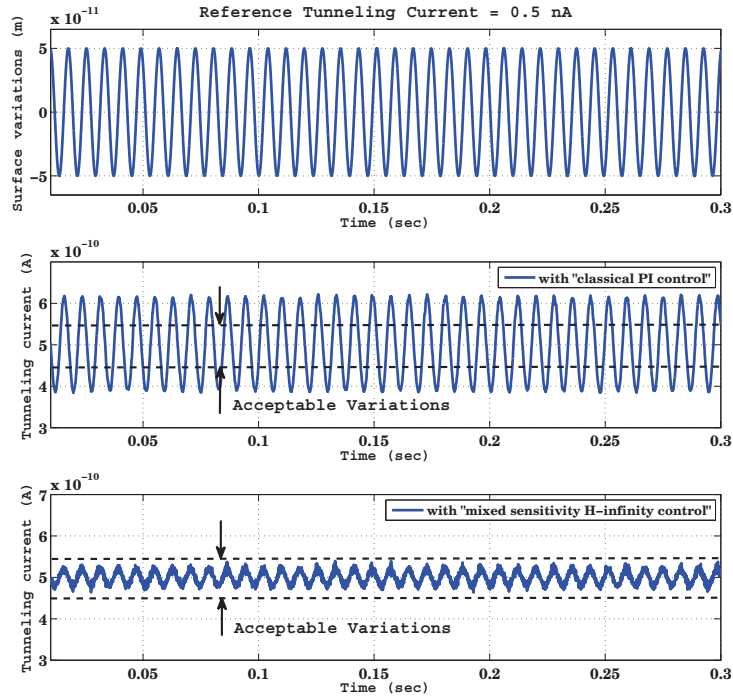 Reference Tunneling Current = 0.5 nA
x 10⁻¹¹
Surface variations (m)
5
0
−5
0.05 0.1 0.15 0.2 0.25 0.3
Time (sec)
x 10⁻¹⁰
Tunneling current (A)
with "classical PI control"
6
5
4
3
Acceptable Variations
0.05 0.1 0.15 0.2 0.25 0.3
Time (sec)
x 10⁻¹⁰
Tunneling current (A)
7
with "mixed sensitivity H−infinity control"
6
5
4
3
Acceptable Variations
0.05 0.1 0.15 0.2 0.25 0.3
Time (sec)